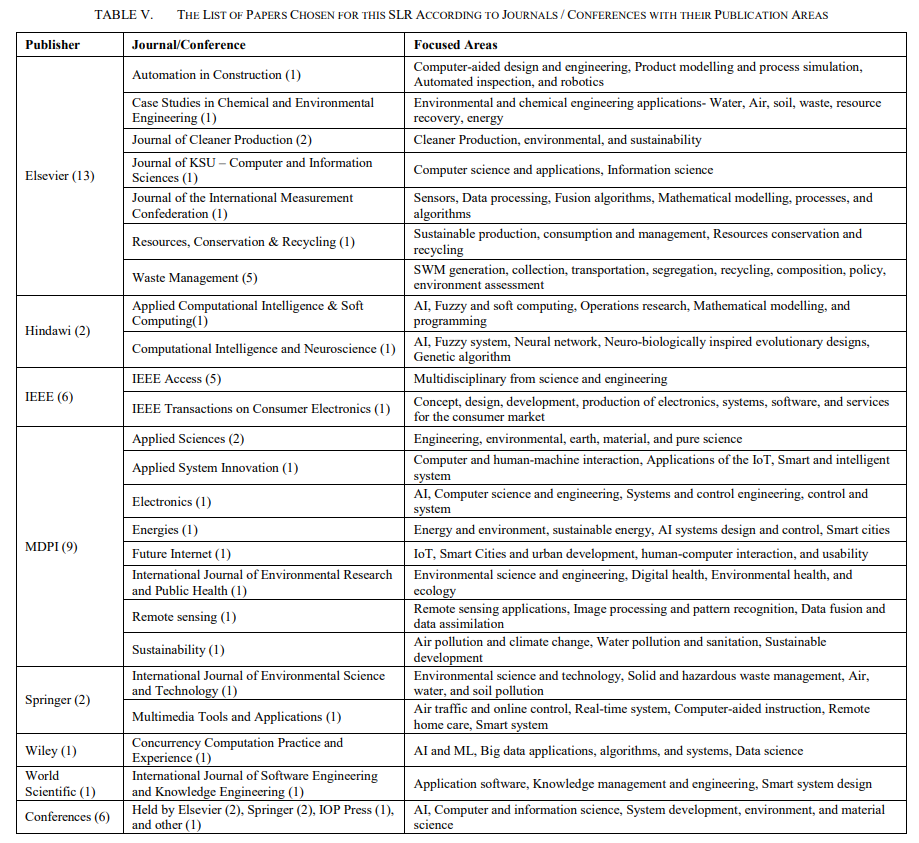 TABLE V. THE LIST OF PAPERS CHOSEN FOR THIS SLR ACCORDING TO JOURNALS / CONFERENCES WITH THEIR PUBLICATION AREAS
Publisher
Journal/Conference
Focused Areas
Elsevier (13)
Automation in Construction (1)
Computer-aided design and engineering, Product modelling and process simulation,
Automated inspection, and robotics
Case Studies in Chemical and Environmental
Engineering (1)
Environmental and chemical engineering applications- Water, Air, soil, waste, resource
recovery, energy
Journal of Cleaner Production (2)
Cleaner Production, environmental, and sustainability
Journal of KSU – Computer and Information
Sciences (1)
Computer science and applications, Information science
Journal of the International Measurement
Confederation (1)
Sensors, Data processing, Fusion algorithms, Mathematical modelling, processes, and
algorithms
Resources, Conservation & Recycling (1)
Sustainable production, consumption and management, Resources conservation and
recycling
Waste Management (5)
SWM generation, collection, transportation, segregation, recycling, composition, policy,
environment assessment
Hindawi (2)
Applied Computational Intelligence & Soft
Computing(1)
AI, Fuzzy and soft computing, Operations research, Mathematical modelling, and
programming
Computational Intelligence and Neuroscience (1)
AI, Fuzzy system, Neural network, Neuro-biologically inspired evolutionary designs,
Genetic algorithm
IEEE (6)
IEEE Access (5)
Multidisciplinary from science and engineering
IEEE Transactions on Consumer Electronics (1)
Concept, design, development, production of electronics, systems, software, and services
for the consumer market
MDPI (9)
Applied Sciences (2)
Engineering, environmental, earth, material, and pure science
Applied System Innovation (1)
Computer and human-machine interaction, Applications of the IoT, Smart and intelligent
system
Electronics (1)
AI, Computer science and engineering, Systems and control engineering, control and
system
Energies (1)
Energy and environment, sustainable energy, AI systems design and control, Smart cities
Future Internet (1)
IoT, Smart Cities and urban development, human-computer interaction, and usability
International Journal of Environmental Research
and Public Health (1)
Environmental science and engineering, Digital health, Environmental health, and
ecology
Remote sensing (1)
Remote sensing applications, Image processing and pattern recognition, Data fusion and
data assimilation
Sustainability (1)
Air pollution and climate change, Water pollution and sanitation, Sustainable
development
Springer (2)
International Journal of Environmental Science
and Technology (1)
Environmental science and technology, Solid and hazardous waste management, Air,
water, and soil pollution
Multimedia Tools and Applications (1)
Air traffic and online control, Real-time system, Computer-aided instruction, Remote
home care, Smart system
Wiley (1)
Concurrency Computation Practice and
Experience (1)
AI and ML, Big data applications, algorithms, and systems, Data science
World
Scientific (1)
International Journal of Software Engineering
and Knowledge Engineering (1)
Application software, Knowledge management and engineering, Smart system design
Conferences (6)
Held by Elsevier (2), Springer (2), IOP Press (1),
and other (1)
AI, Computer and information science, System development, environment, and material
science